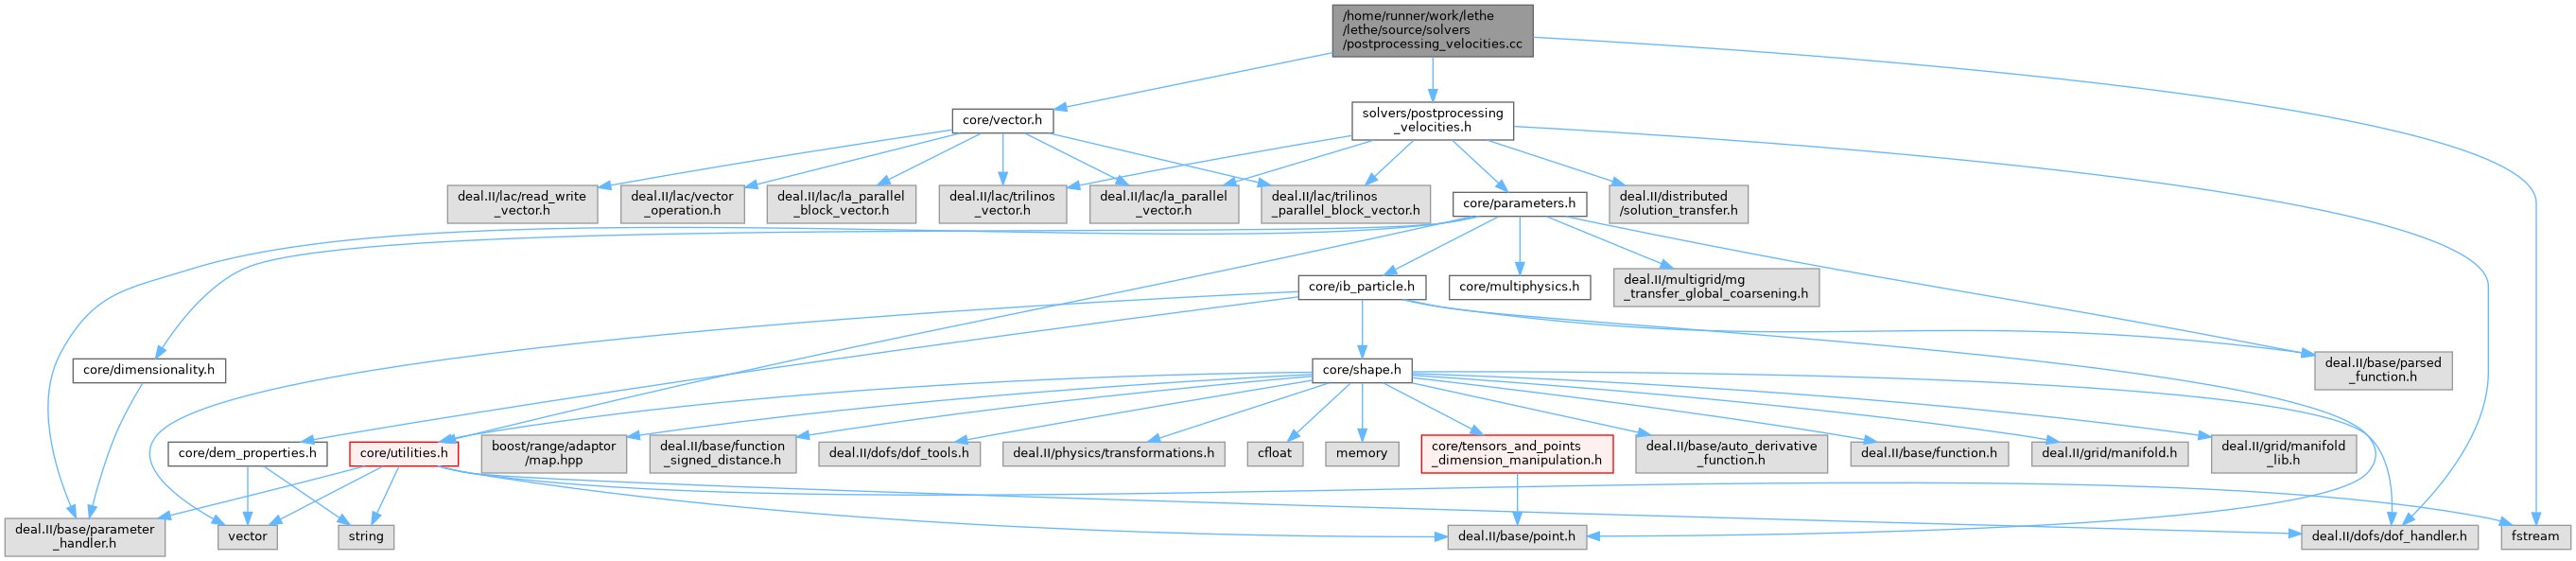 /home/runner/work/lethe
/lethe/source/solvers
/postprocessing_velocities.cc
core/vector.h
solvers/postprocessing
_velocities.h
deal.II/lac/read_write
_vector.h
deal.II/lac/vector
_operation.h
deal.II/lac/la_parallel
_block_vector.h
deal.II/lac/trilinos
_vector.h
deal.II/lac/la_parallel
_vector.h
deal.II/lac/trilinos
_parallel_block_vector.h
core/parameters.h
deal.II/distributed
/solution_transfer.h
core/ib_particle.h
core/multiphysics.h
deal.II/multigrid/mg
_transfer_global_coarsening.h
core/dimensionality.h
core/shape.h
deal.II/base/parsed
_function.h
core/dem_properties.h
core/utilities.h
boost/range/adaptor
/map.hpp
deal.II/base/function
_signed_distance.h
deal.II/dofs/dof_tools.h
deal.II/physics/transformations.h
cfloat
memory
core/tensors_and_points
_dimension_manipulation.h
deal.II/base/auto_derivative
_function.h
deal.II/base/function.h
deal.II/grid/manifold.h
deal.II/grid/manifold
_lib.h
deal.II/base/parameter
_handler.h
vector
string
deal.II/base/point.h
deal.II/dofs/dof_handler.h
fstream